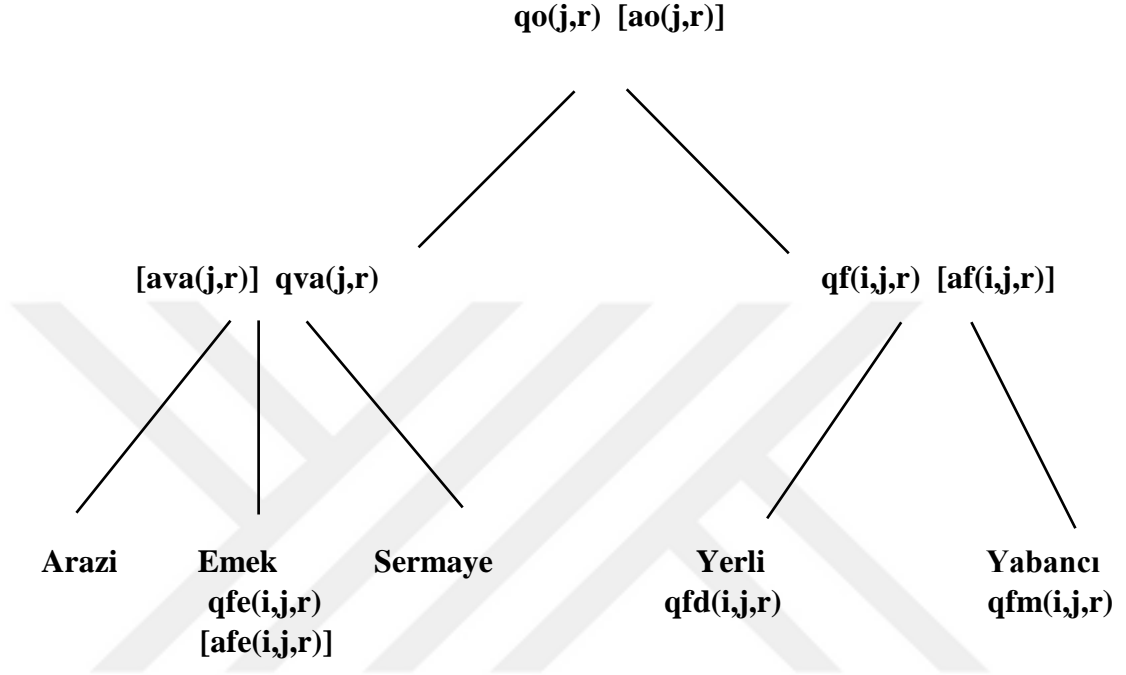 qo(j,r) [ao(j,r)]
[ava(j,r)] qva(j,r)
qf(i,j,r) [af(i,j,r)]
Arazi
Emek
qfe(i,j,r)
[afe(i,j,r)]
Sermaye
Yerli
qfd(i,j,r)
Yabancı
qfm(i,j,r)